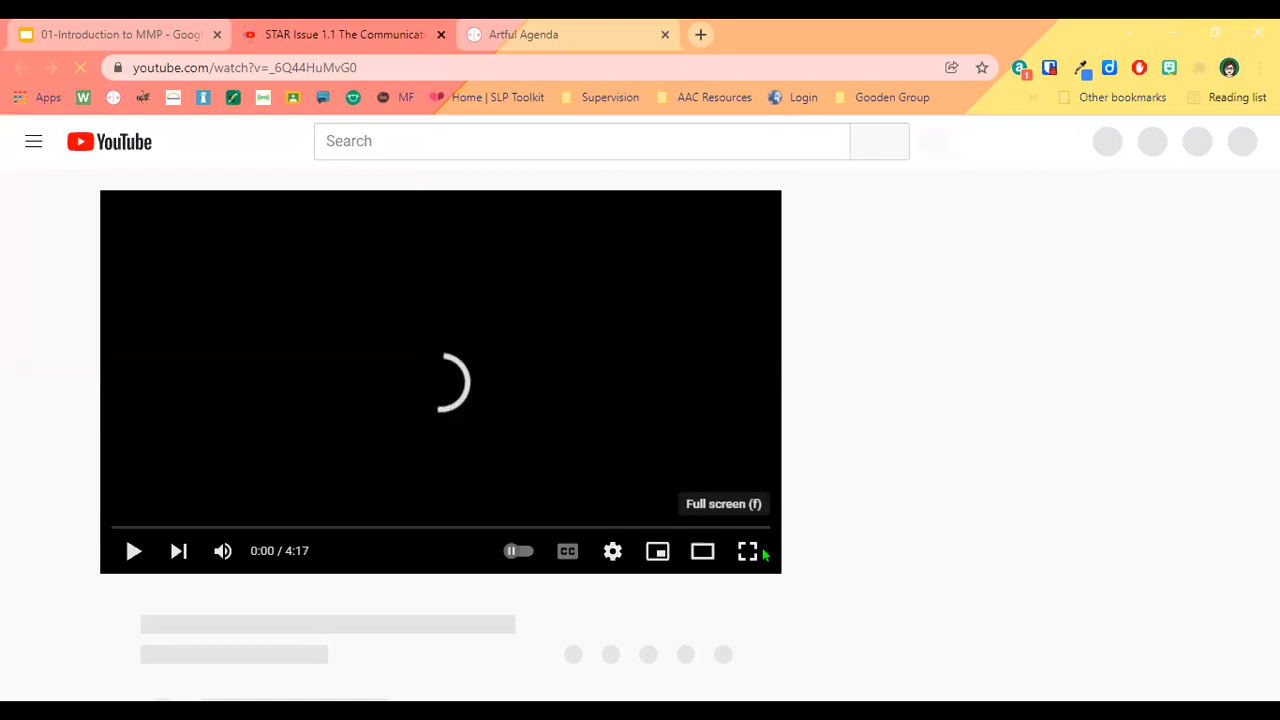 01-Introduction to MMP - Goog
STAR Issue 1.1 The Communicat
Artful Agenda
youtube.com/watch?v=_6Q44HuMvG0
Apps
MF
Home | SLP Toolkit
Supervision
AAC Resources
Login
Gooden Group
»
Other bookmarks
Reading list
YouTube
Search
Full screen (f)
0:00 / 4:17
CC